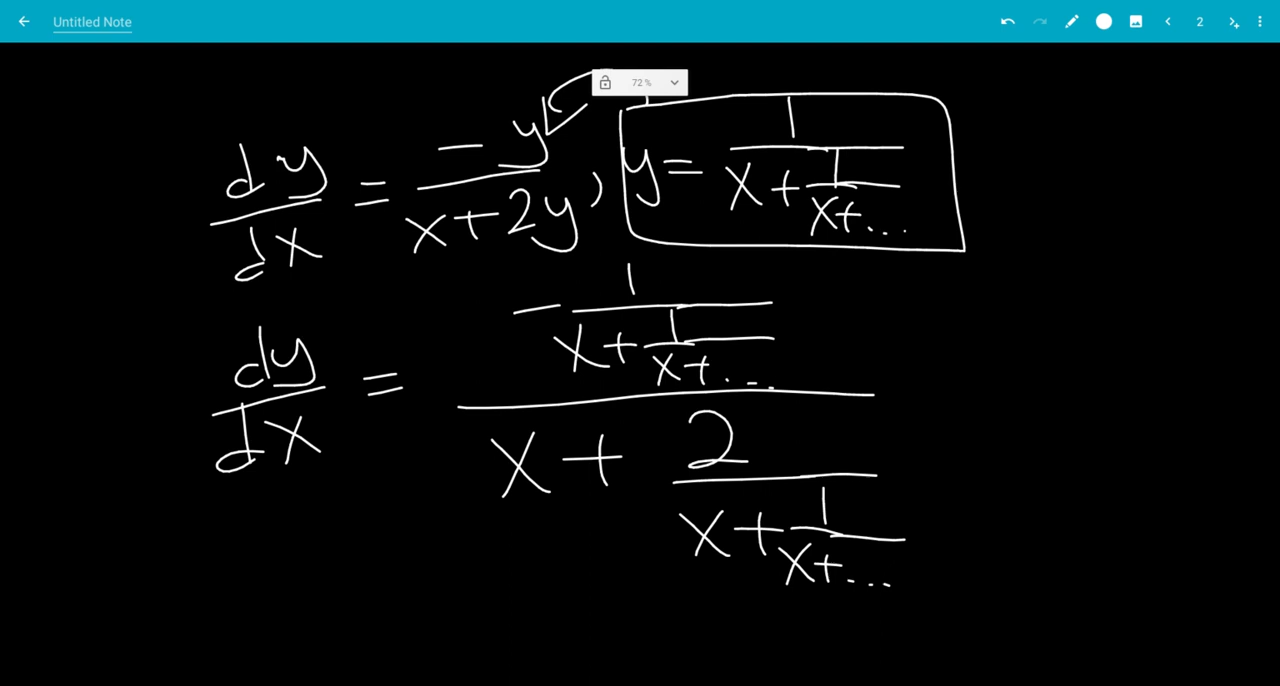 Untitled Note
2
72%
dy/dx = -y/(x+2y), y = 1/(x+1/(x+...))
dy/dx = (-1/(x+1/(x+...)))/(x+2/(x+1/(x+...)))